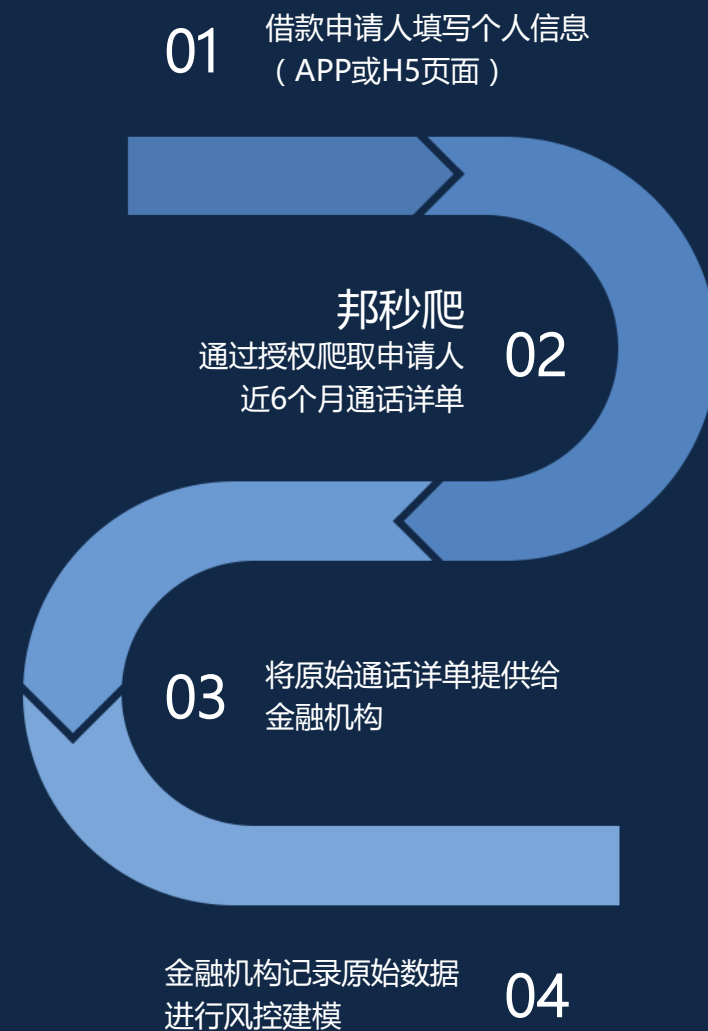 01
借款申请人填写个人信息
（APP或H5页面）
邦秒爬
通过授权爬取申请人
近6个月通话详单
02
03
将原始通话详单提供给
金融机构
金融机构记录原始数据
进行风控建模
04